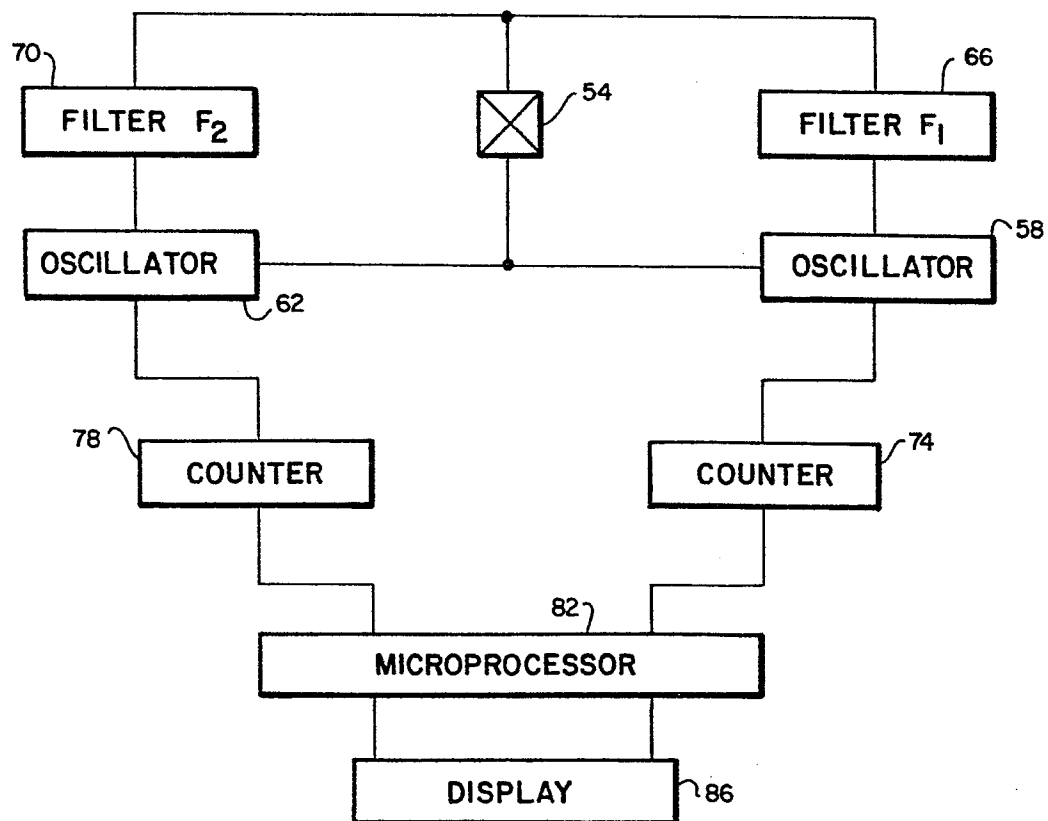 70
66
54
FILTER F2
FILTER F1
58
OSCILLATOR
OSCILLATOR
62
78
74
COUNTER
COUNTER
82
MICROPROCESSOR
DISPLAY
86